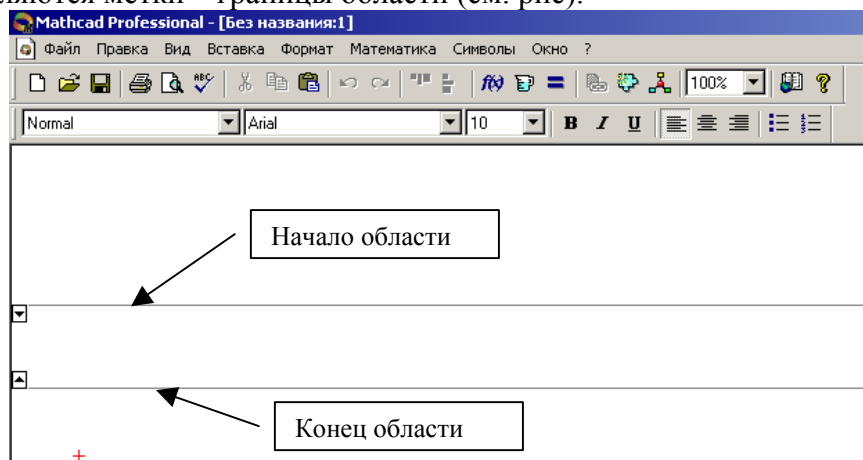 метки – границы области (см. рис).
Mathcad Professional - [Без названия:1]
Файл Правка Вид Вставка Формат Математика Символы Окно ?
ABC f(x) 100% ?
Normal Arial 10 B I U
Начало области
Конец области